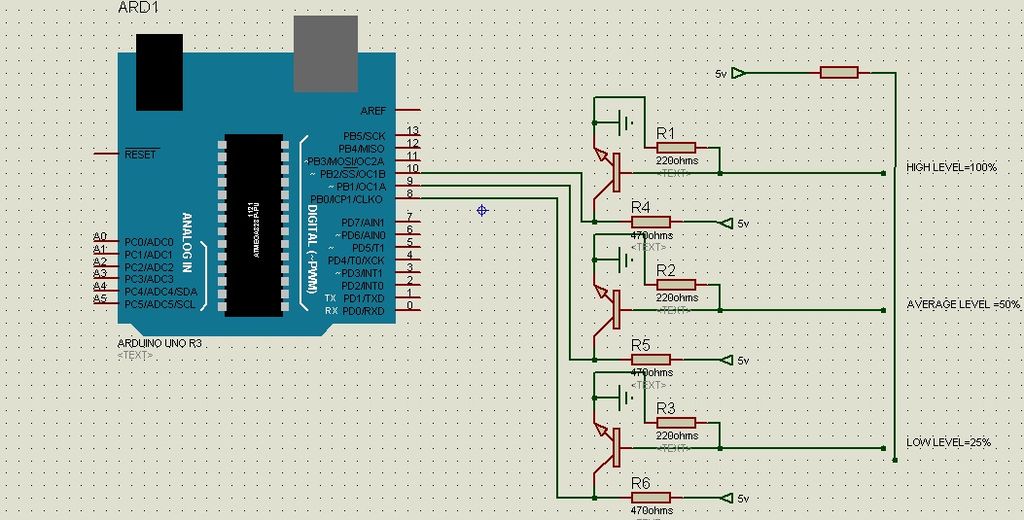 ARD1
RESET
AREF
PB5/SCK 13
PB4/MISO 12
~PB3/MOSI/OC2A 11
~ PB2/SS/OC1B 10
~ PB1/OC1A 9
PB0/ICP1/CLKO 8
PD7/AIN1 7
~PD6/AIN0 6
~ PD5/T1 5
PD4/T0/XCK 4
~PD3/INT1 3
PD2/INT0 2
TX PD1/TXD 1
RX PD0/RXD 0
DIGITAL (~PWM)
ANALOG IN
1121
A0 PC0/ADC0
A1 PC1/ADC1
A2 PC2/ADC2
A3 PC3/ADC3
A4 PC4/ADC4/SDA
A5 PC5/ADC5/SCL
ARDUINO UNO R3
<TEXT>
5v
R1
220ohms
<TEXT>
HIGH LEVEL=100%
R4
470ohms
<TEXT>
5v
R2
220ohms
<TEXT>
AVERAGE LEVEL =50%
R5
470ohms
<TEXT>
5v
R3
220ohms
<TEXT>
LOW LEVEL=25%
R6
470ohms
5v